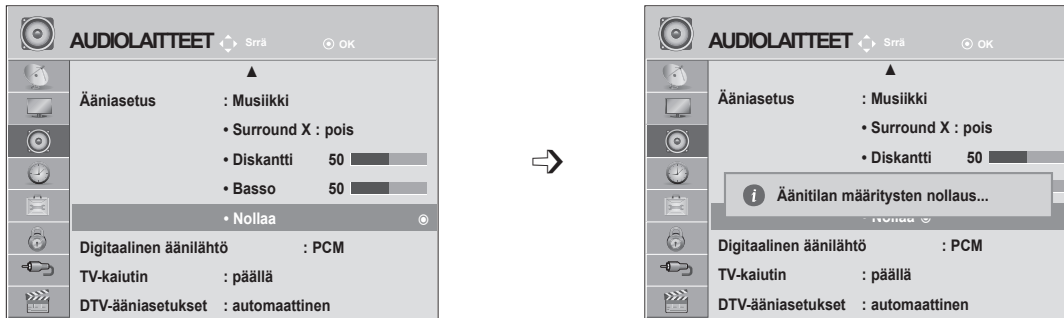 AUDIOLAITTEET Srrä OK
▲
Ääniasetus : Musiikki
• Surround X : pois
• Diskantti 50
• Basso 50
• Nollaa
Digitaalinen äänilähtö : PCM
TV-kaiutin : päällä
DTV-ääniasetukset : automaattinen
AUDIOLAITTEET Srrä OK
▲
Ääniasetus : Musiikki
• Surround X : pois
• Diskantti 50
i Äänitilan määritysten nollaus...
• Nollaa
Digitaalinen äänilähtö : PCM
TV-kaiutin : päällä
DTV-ääniasetukset : automaattinen